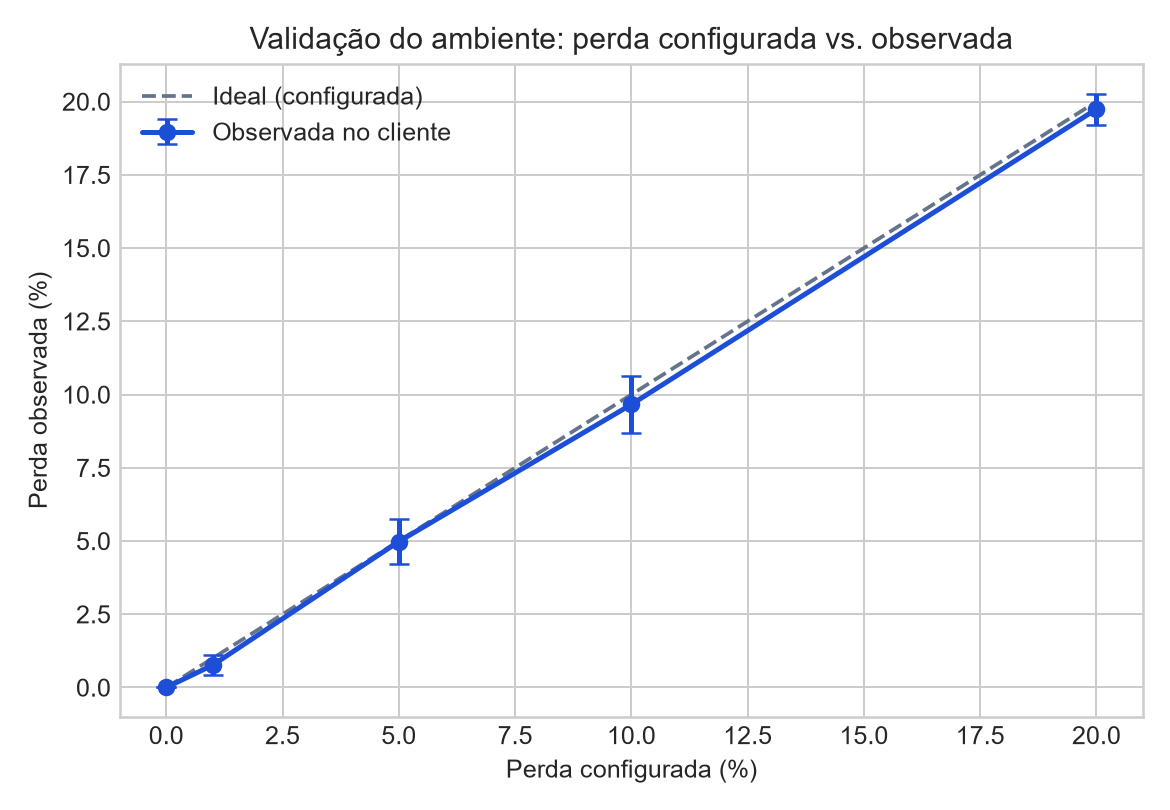 Validação do ambiente: perda configurada vs. observada
Ideal (configurada)
Observada no cliente
20.0
17.5
15.0
12.5
10.0
7.5
5.0
2.5
0.0
Perda observada (%)
0.0 2.5 5.0 7.5 10.0 12.5 15.0 17.5 20.0
Perda configurada (%)